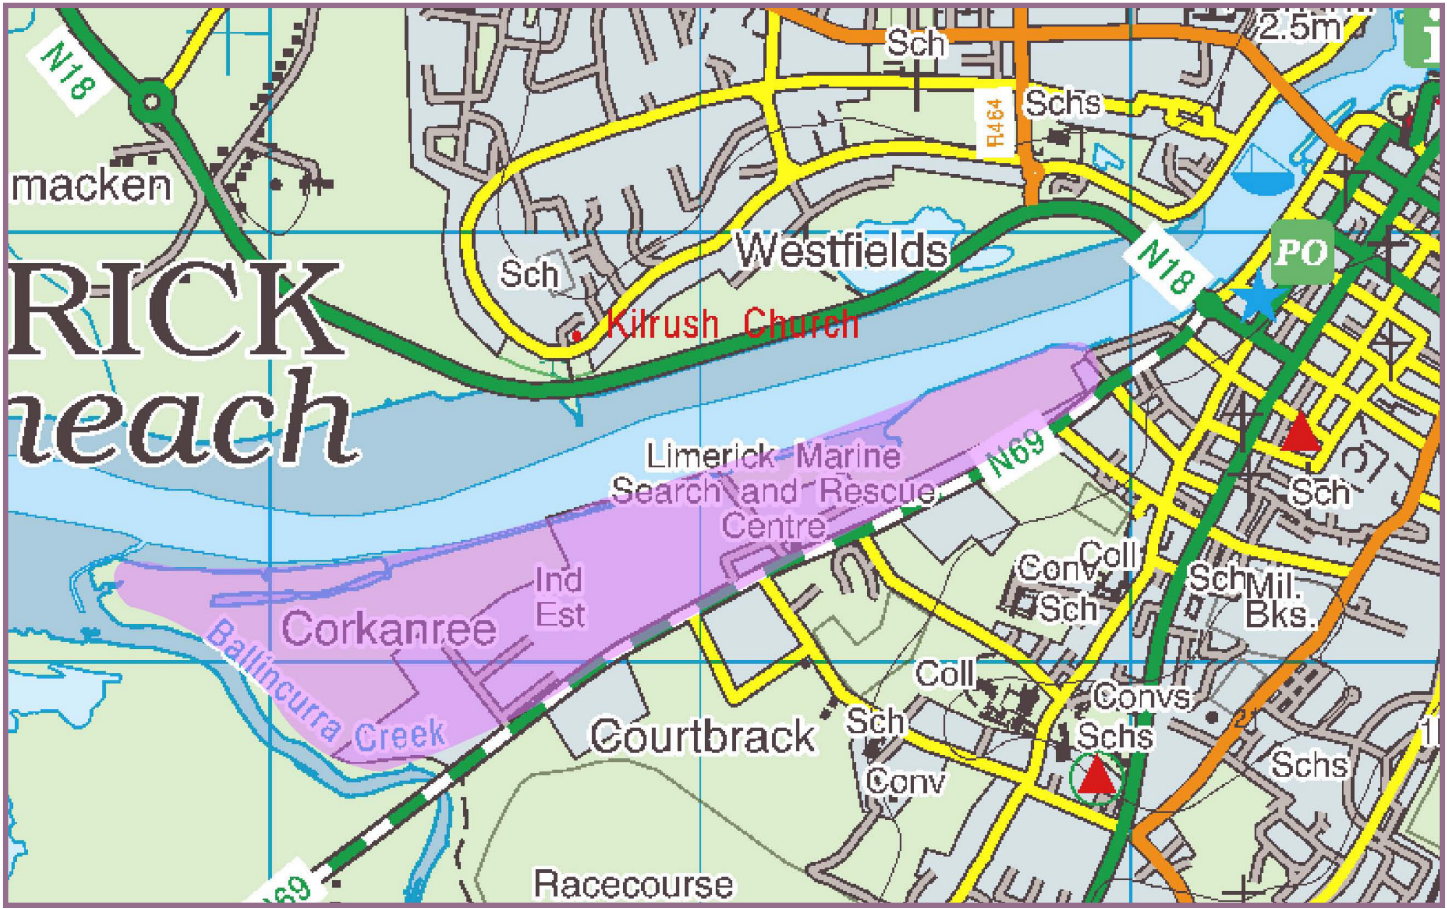 N18
Sch
2.5m
i
R464
Schs
macken
Westfields
N18
PO
Sch
RICK
Kilrush Church
neach
Limerick Marine
Search and Rescue
Centre
N69
Sch
Coll
Conv
Sch
Sch
Mil.
Bks.
Ind
Est
Corkanree
Ballincurra Creek
Coll
Convs
Schs
Sch
Courtbrack
Conv
Schs
Racecourse
69